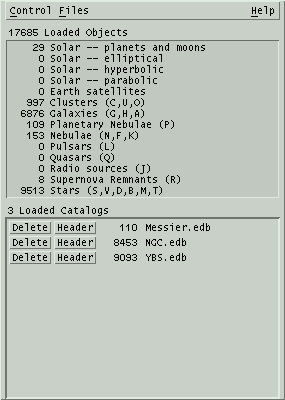 Control Files Help
17685 Loaded Objects
29 Solar -- planets and moons
0 Solar -- elliptical
0 Solar -- hyperbolic
0 Solar -- parabolic
0 Earth satellites
997 Clusters (C,U,O)
6876 Galaxies (G,H,A)
109 Planetary Nebulae (P)
153 Nebulae (N,F,K)
0 Pulsars (L)
0 Quasars (Q)
0 Radio sources (J)
8 Supernova Remnants (R)
9513 Stars (S,V,D,B,M,T)
3 Loaded Catalogs
Delete Header 110 Messier.edb
Delete Header 8453 NGC.edb
Delete Header 9093 YBS.edb